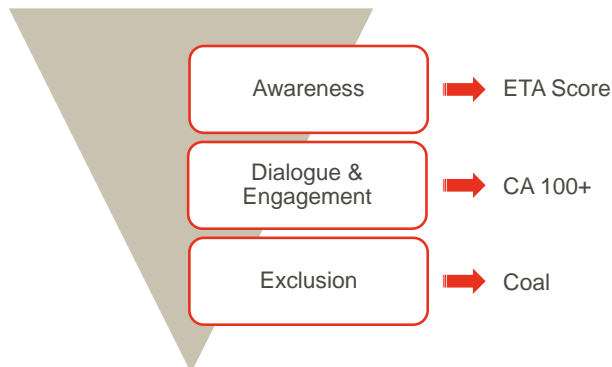 Awareness
ETA Score
Dialogue &
Engagement
CA 100+
Exclusion
Coal